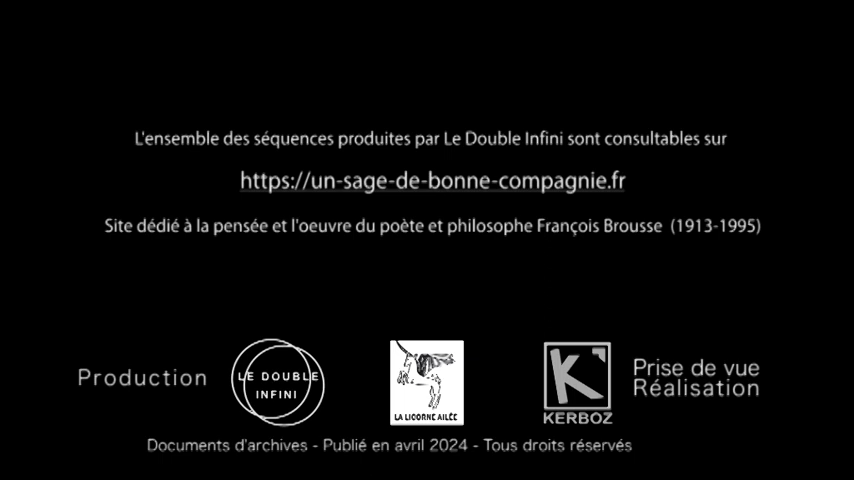 L'ensemble des séquences produites par Le Double Infini sont consultables sur
https://un-sage-de-bonne-compagnie.fr
Site dédié à la pensée et l'oeuvre du poète et philosophe François Brousse (1913-1995)
Production
LE DOUBLE
INFINI
LA LICORNE AILÉE
K
KERBOZ
Prise de vue
Réalisation
Documents d'archives - Publié en avril 2024 - Tous droits réservés